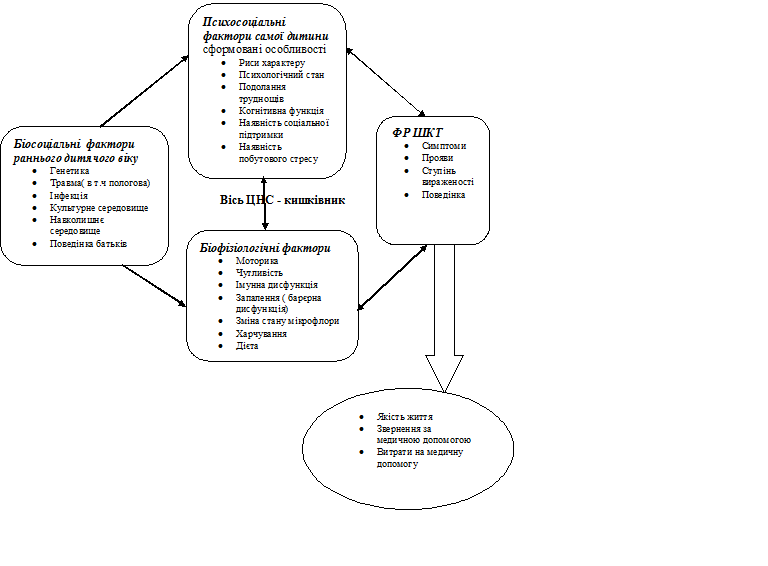 Психосоціальні
фактори самої дитини
сформовані особливості
• Риси характеру
• Психологічний стан
• Подолання
труднощів
• Когнитивна функція
• Наявність соціальної
підтримки
• Наявність
побутового стресу
ФР ШКТ
• Симптоми
• Прояви
• Ступінь
вираженості
• Поведінка
Біосоціальні фактори
раннього дитячого віку
• Генетика
• Травма( в т.ч пологова)
• Інфекція
• Культурне середовище
• Навколишнє
середовище
• Поведінка батьків
Вісь ЦНС - кишківник
Біофізіологічні фактори
• Моторика
• Чутливість
• Імунна дисфункція
• Запалення ( барєрна
дисфункція)
• Зміна стану мікрофлори
• Харчування
• Дієта
• Якість життя
• Звернення за
медичною допомогою
• Витрати на медичну
допомогу